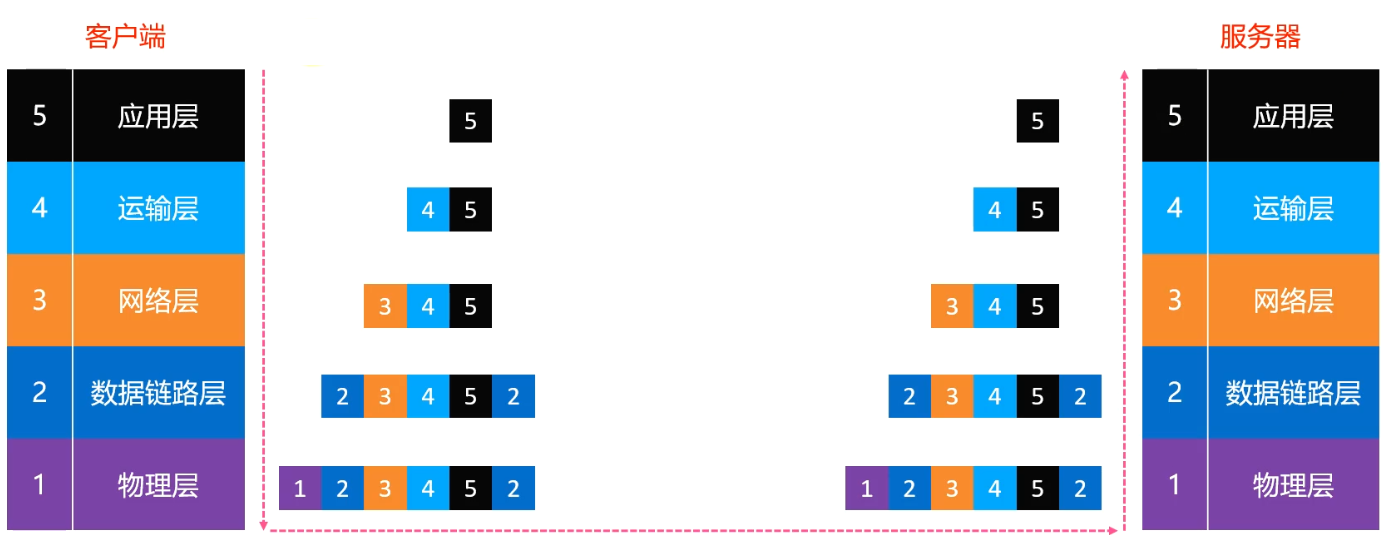 客户端 服务器
5 应用层 5 5 5 应用层
4 运输层 4 5 4 5 4 运输层
3 网络层 3 4 5 3 4 5 3 网络层
2 数据链路层 2 3 4 5 2 2 3 4 5 2 2 数据链路层
1 物理层 1 2 3 4 5 2 1 2 3 4 5 2 1 物理层